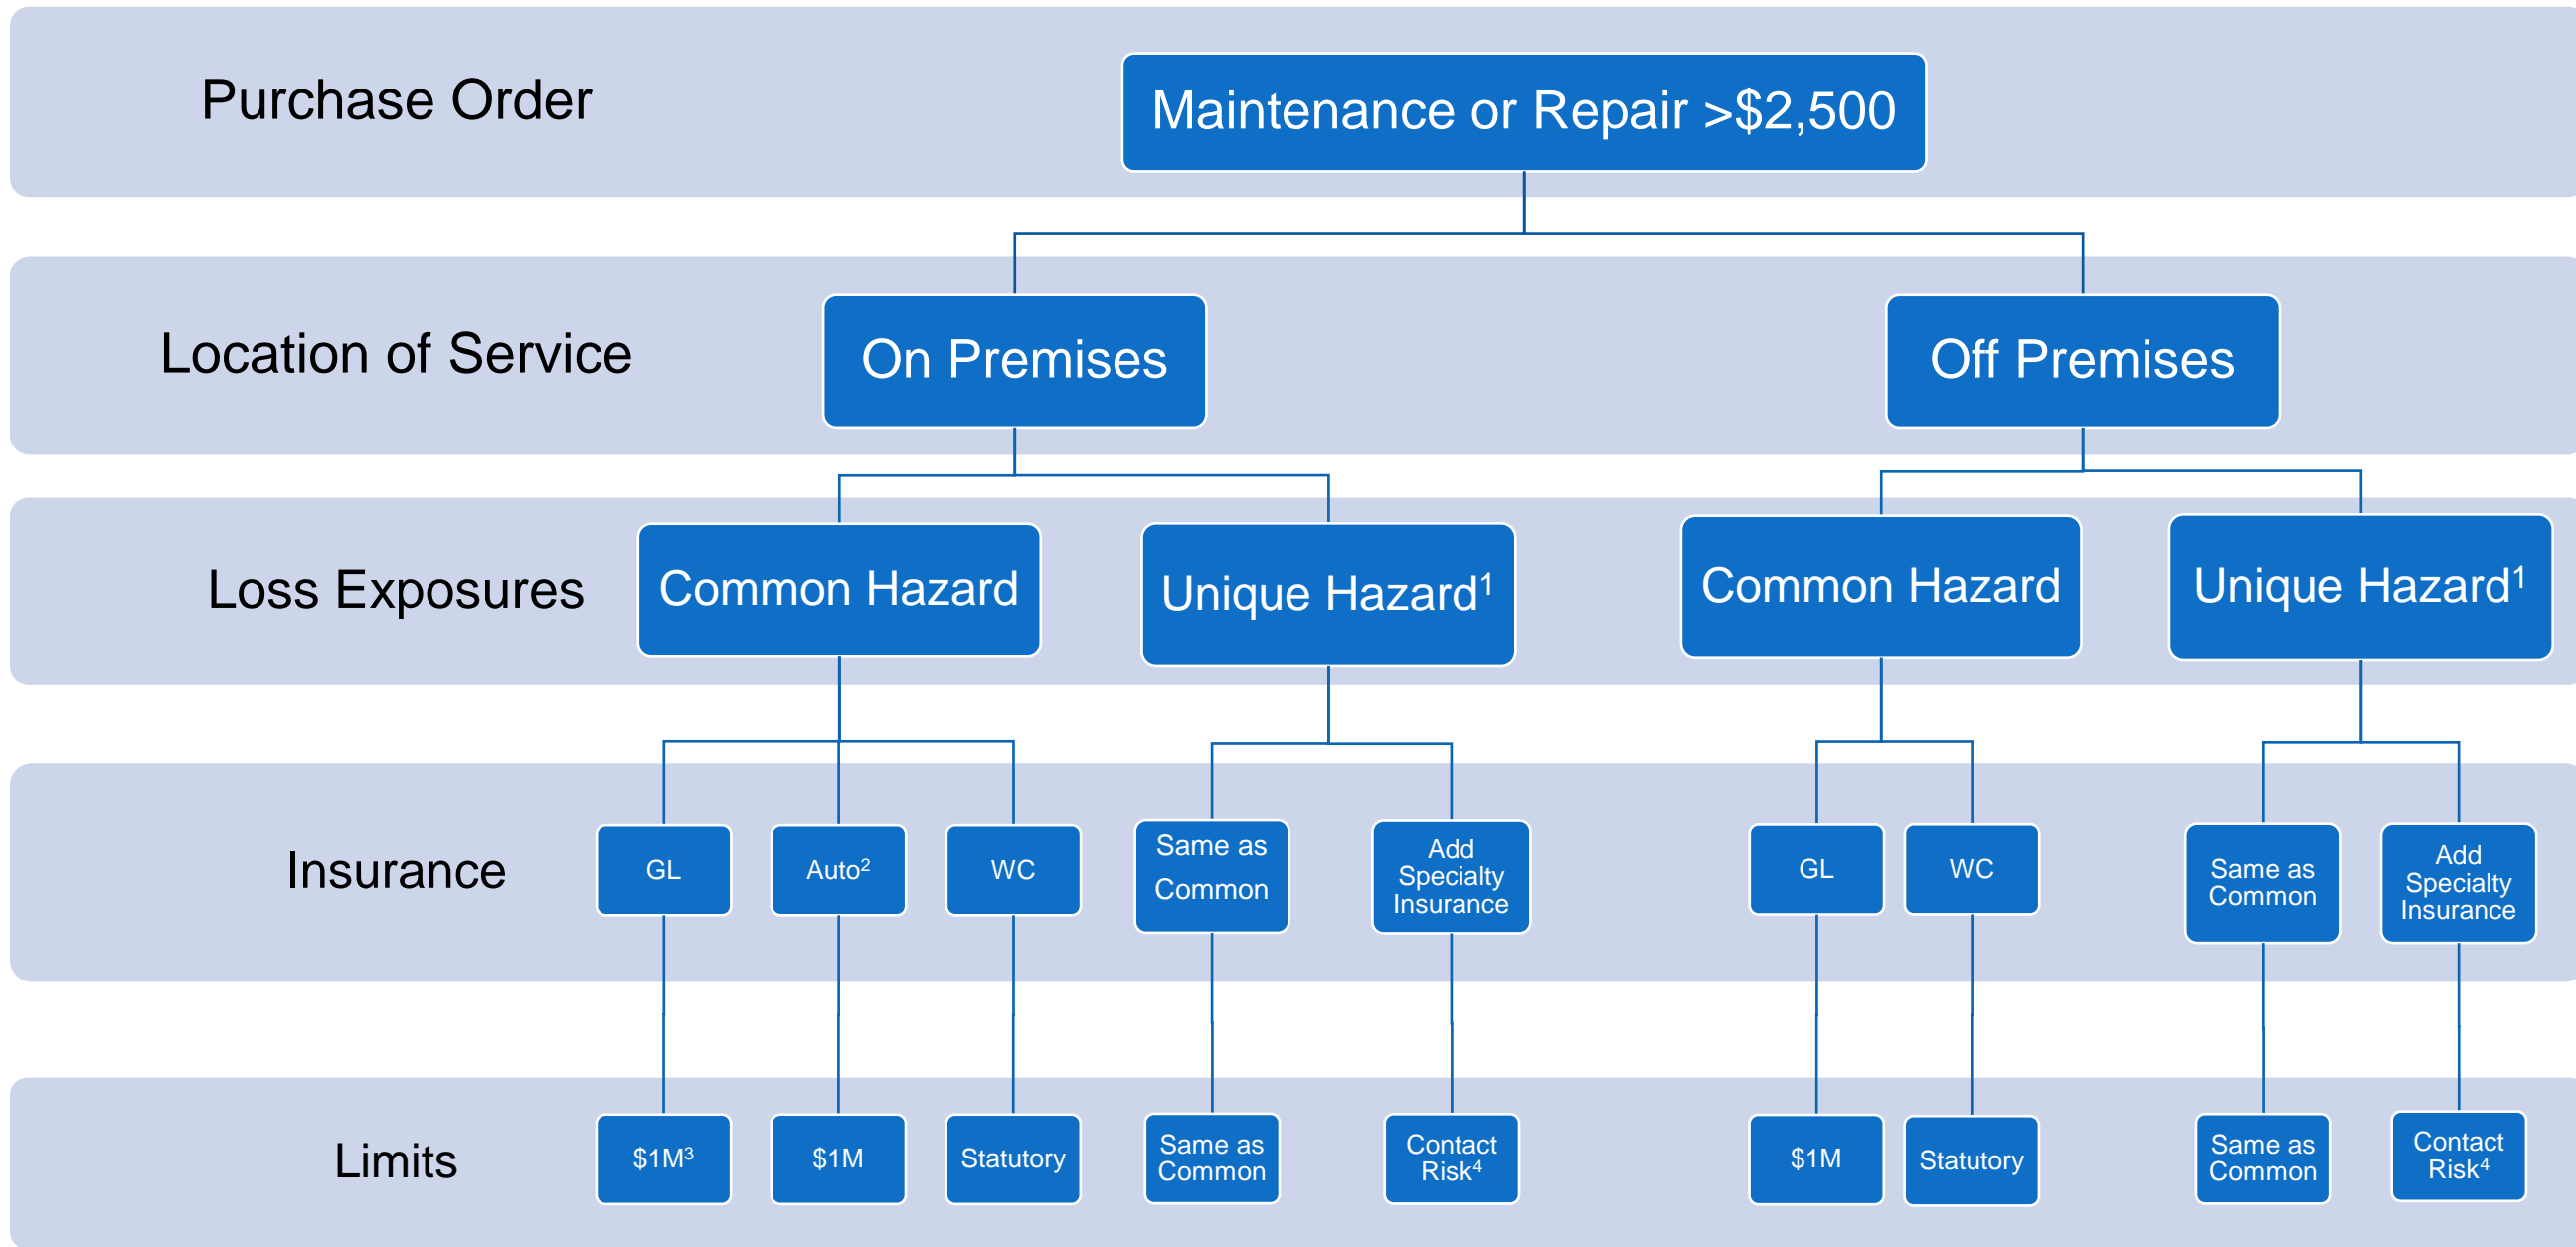 Purchase Order
Maintenance or Repair >$2,500
Location of Service
On Premises
Off Premises
Loss Exposures
Common Hazard
Unique Hazard¹
Common Hazard
Unique Hazard¹
Insurance
GL
Auto²
WC
Same as
Common
Add
Specialty
Insurance
GL
WC
Same as
Common
Add
Specialty
Insurance
Limits
$1M³
$1M
Statutory
Same as
Common
Contact
Risk⁴
$1M
Statutory
Same as
Common
Contact
Risk⁴